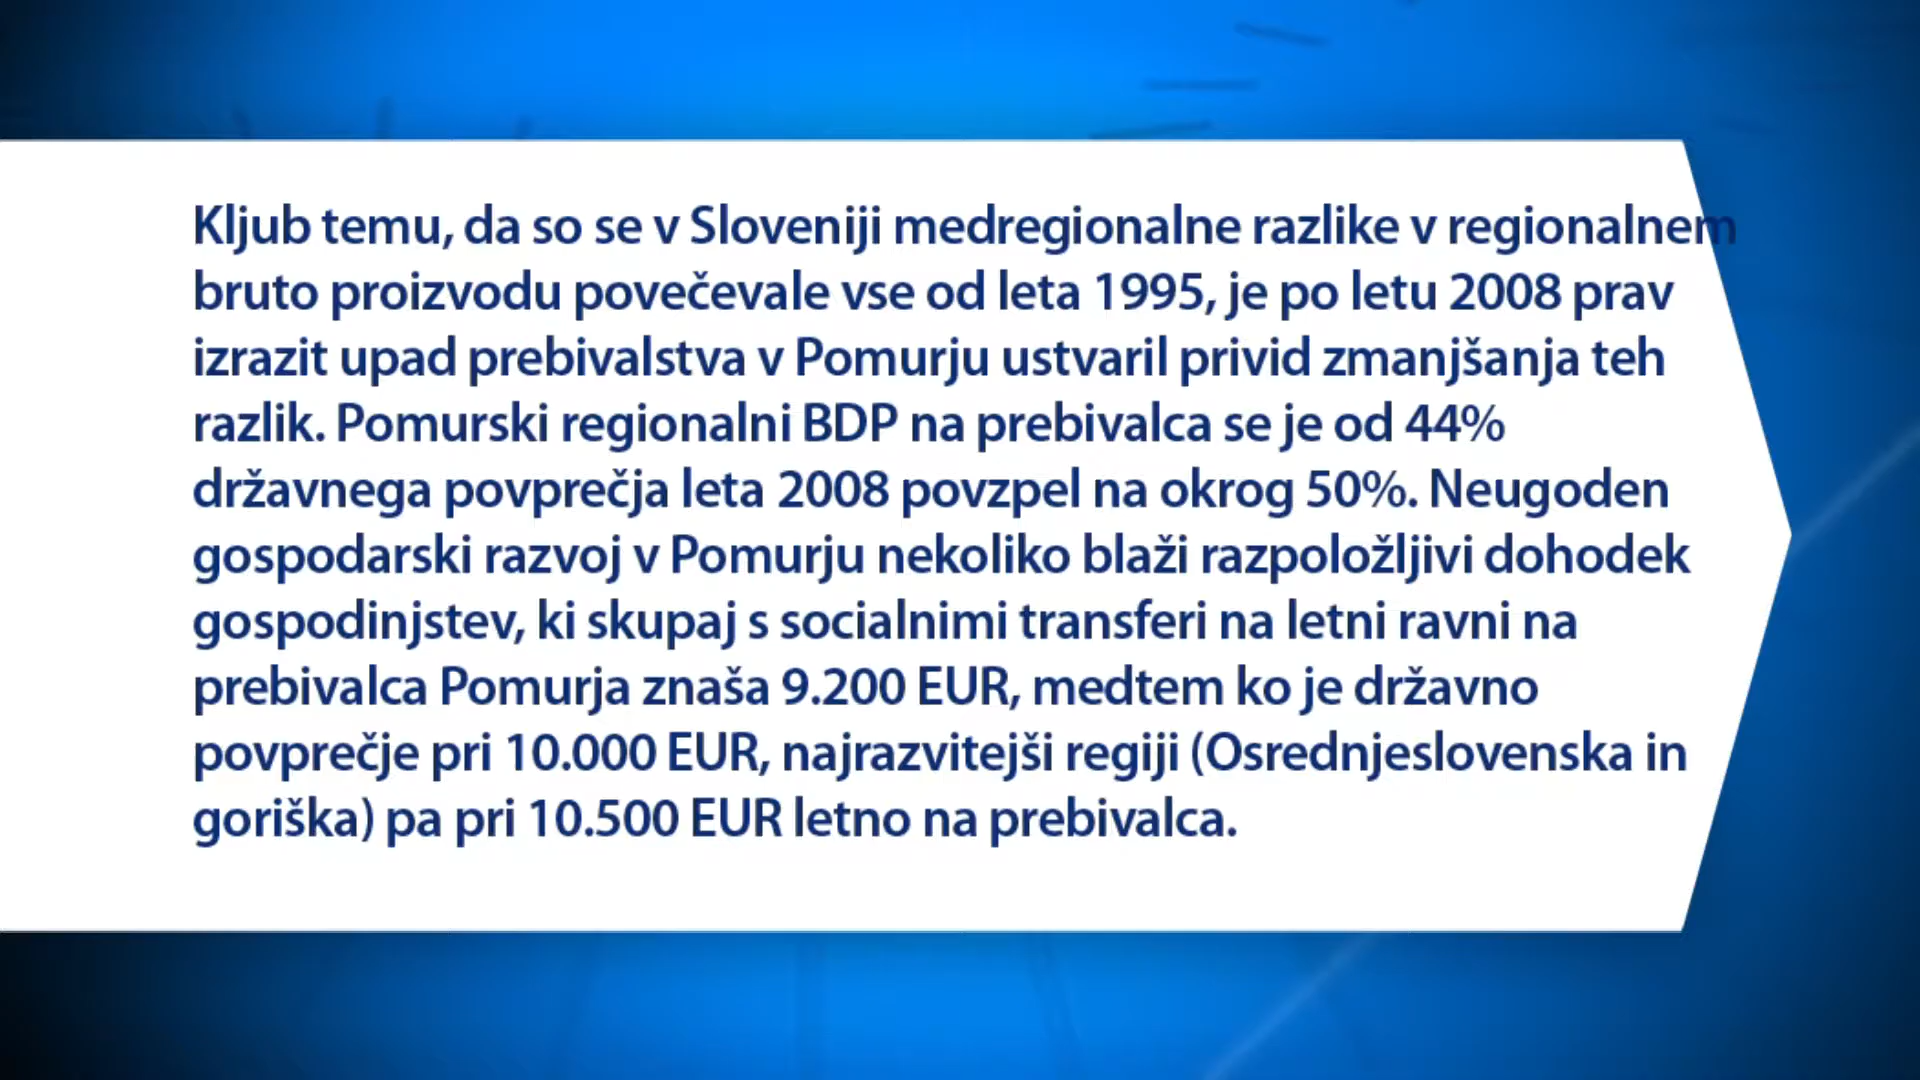 Kljub temu, da so se v Sloveniji medregionalne razlike v regionalnem
bruto proizvodu povečevale vse od leta 1995, je po letu 2008 prav
izrazit upad prebivalstva v Pomurju ustvaril privid zmanjšanja teh
razlik. Pomurski regionalni BDP na prebivalca se je od 44%
državnega povprečja leta 2008 povzpel na okrog 50%. Neugoden
gospodarski razvoj v Pomurju nekoliko blaži razpoložljivi dohodek
gospodinjstev, ki skupaj s socialnimi transferi na letni ravni na
prebivalca Pomurja znaša 9.200 EUR, medtem ko je državno
povprečje pri 10.000 EUR, najrazvitejši regiji (Osrednjeslovenska in
goriška) pa pri 10.500 EUR letno na prebivalca.